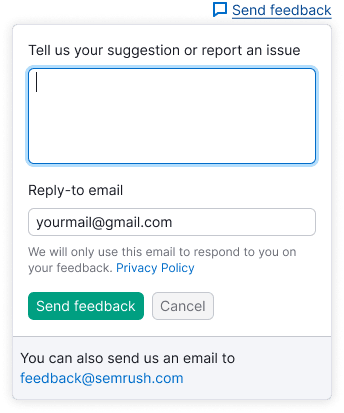 Send feedback
Tell us your suggestion or report an issue
Reply-to email
yourmail@gmail.com
We will only use this email to respond to you on
your feedback. Privacy Policy
Send feedback Cancel
You can also send us an email to
feedback@semrush.com